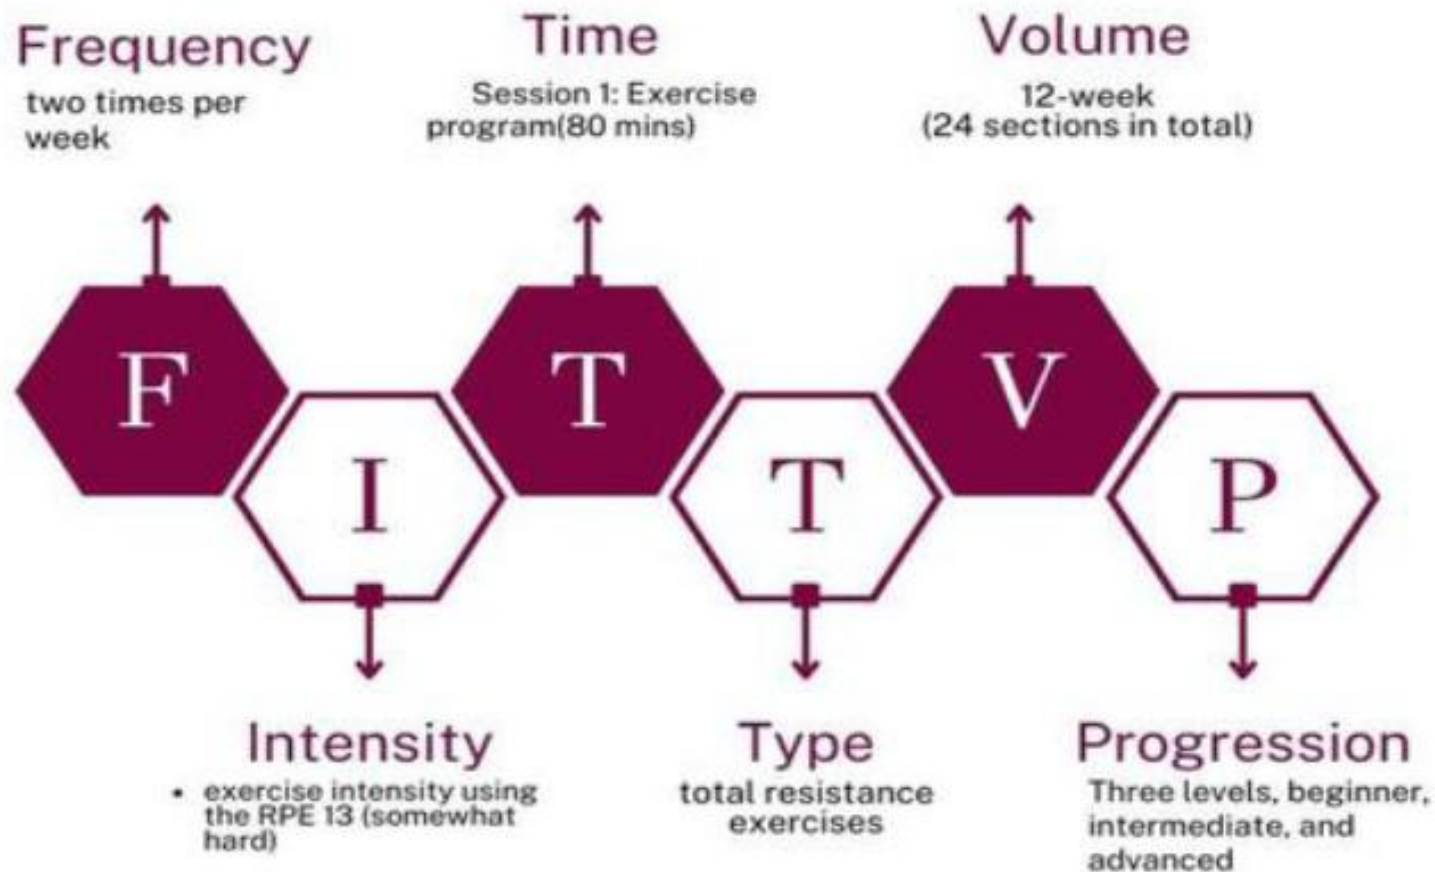 Frequency
two times per
week
Time
Session 1: Exercise
program(80 mins)
Volume
12-week
(24 sections in total)
F
I
T
T
V
P
Intensity
• exercise intensity using
the RPE 13 (somewhat
hard)
Type
total resistance
exercises
Progression
Three levels, beginner,
intermediate, and
advanced